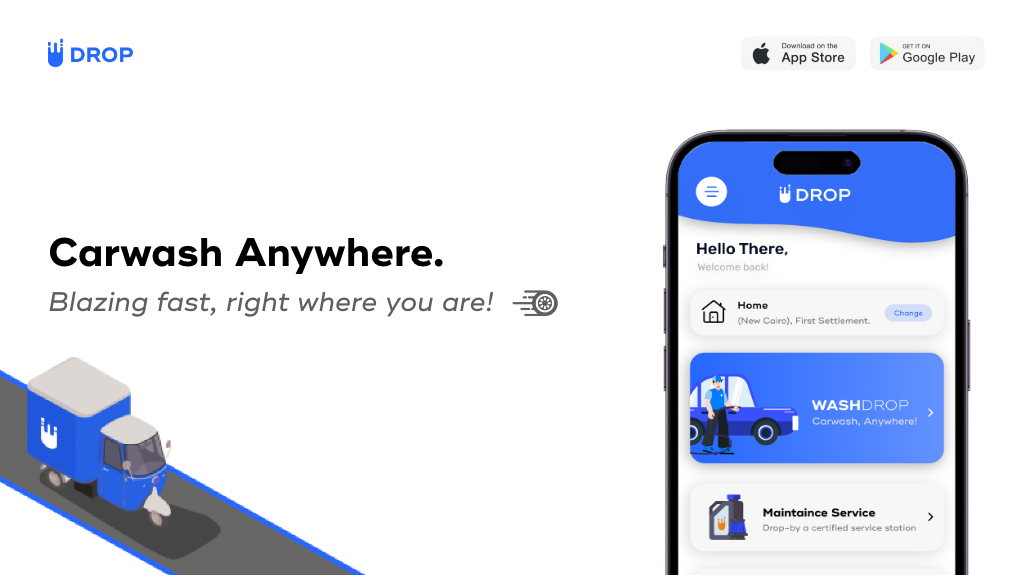 DROP
Download on the
App Store
GET IT ON
Google Play
Carwash Anywhere.
Blazing fast, right where you are!
DROP
Hello There,
Welcome back!
Home
(New Cairo), First Settlement.
Change
WASHDROP
Carwash, Anywhere!
Maintaince Service
Drop-by a certified service station